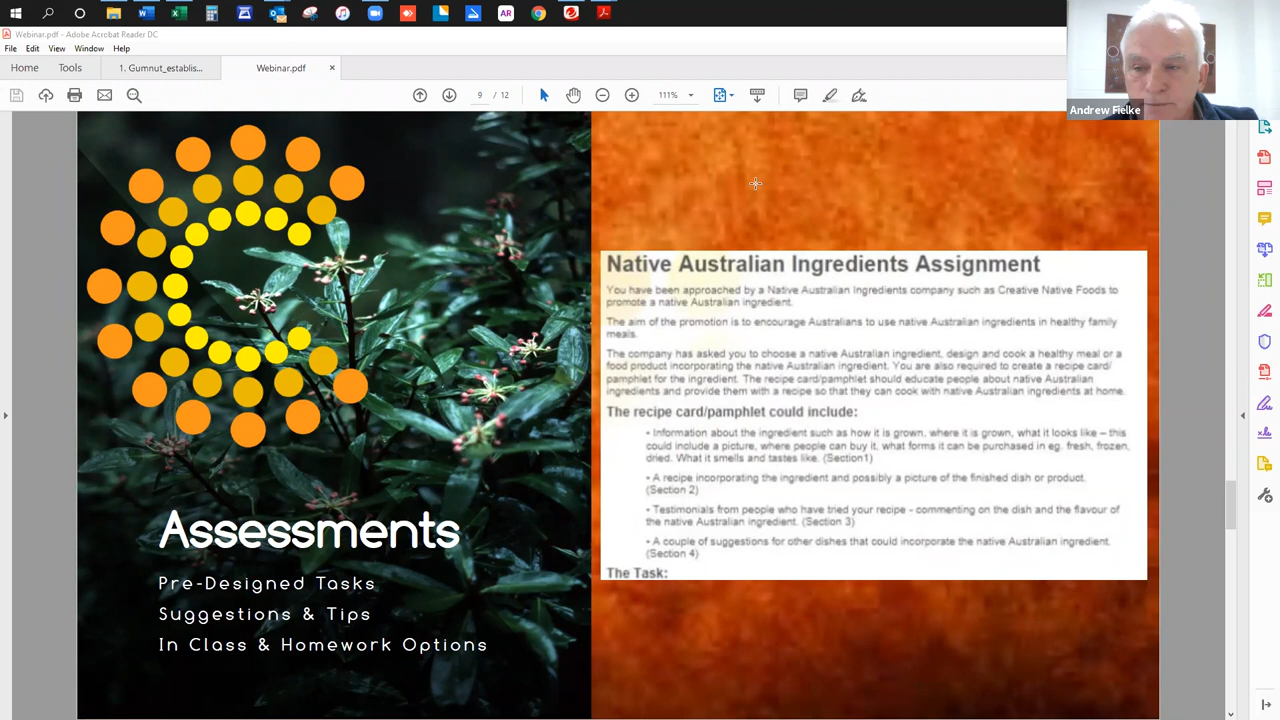 Webinar.pdf - Adobe Acrobat Reader DC
File Edit View Window Help
Home Tools 1. Gumnut_establis... Webinar.pdf ×
9 / 12 111%
Andrew Fielke
Assessments
Pre-Designed Tasks
Suggestions & Tips
In Class & Homework Options
Native Australian Ingredients Assignment
You have been approached by a Native Australian Ingredients company such as Creative Native Foods to
promote a native Australian ingredient.
The aim of the promotion is to encourage Australians to use native Australian ingredients in healthy family
meals.
The company has asked you to choose a native Australian ingredient, design and cook a healthy meal or a
food product incorporating the native Australian ingredient. You are also required to create a recipe card/
pamphlet for the ingredient. The recipe card/pamphlet should educate people about native Australian
ingredients and provide them with a recipe so that they can cook with native Australian ingredients at home.
The recipe card/pamphlet could include:
• Information about the ingredient such as how it is grown, where it is grown, what it looks like – this
could include a picture, where people can buy it, what forms it can be purchased in eg. fresh, frozen,
dried. What it smells and tastes like. (Section1)
• A recipe incorporating the ingredient and possibly a picture of the finished dish or product.
(Section 2)
• Testimonials from people who have tried your recipe - commenting on the dish and the flavour of
the native Australian ingredient. (Section 3)
• A couple of suggestions for other dishes that could incorporate the native Australian ingredient.
(Section 4)
The Task: